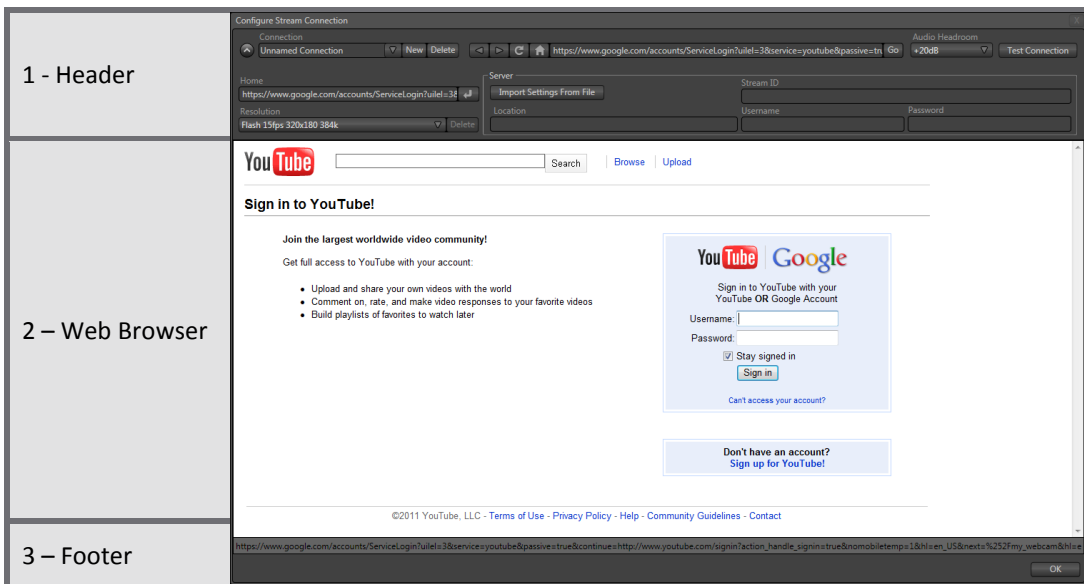 1 - Header
Configure Stream Connection
Connection
Audio Headroom
Unnamed Connection New Delete https://www.google.com/accounts/ServiceLogin?uilel=3&service=youtube&passive=tru Go +20dB Test Connection
Home
Server
https://www.google.com/accounts/ServiceLogin?uilel=3&
Import Settings From File
Stream ID
Resolution
Location
Username
Password
Flash 15fps 320x180 384k Delete
2 – Web Browser
YouTube Search Browse Upload
Sign in to YouTube!
Join the largest worldwide video community!
Get full access to YouTube with your account:
• Upload and share your own videos with the world
• Comment on, rate, and make video responses to your favorite videos
• Build playlists of favorites to watch later
YouTube Google
Sign in to YouTube with your
YouTube OR Google Account
Username:
Password:
Stay signed in
Sign in
Can't access your account?
Don't have an account?
Sign up for YouTube!
©2011 YouTube, LLC - Terms of Use - Privacy Policy - Help - Community Guidelines - Contact
3 – Footer
https://www.google.com/accounts/ServiceLogin?uilel=3&service=youtube&passive=true&continue=http://www.youtube.com/signin?action_handle_signin=true&nomobiletemp=1&hl=en_US&next=%252Fmy_webcam&hl=e
OK